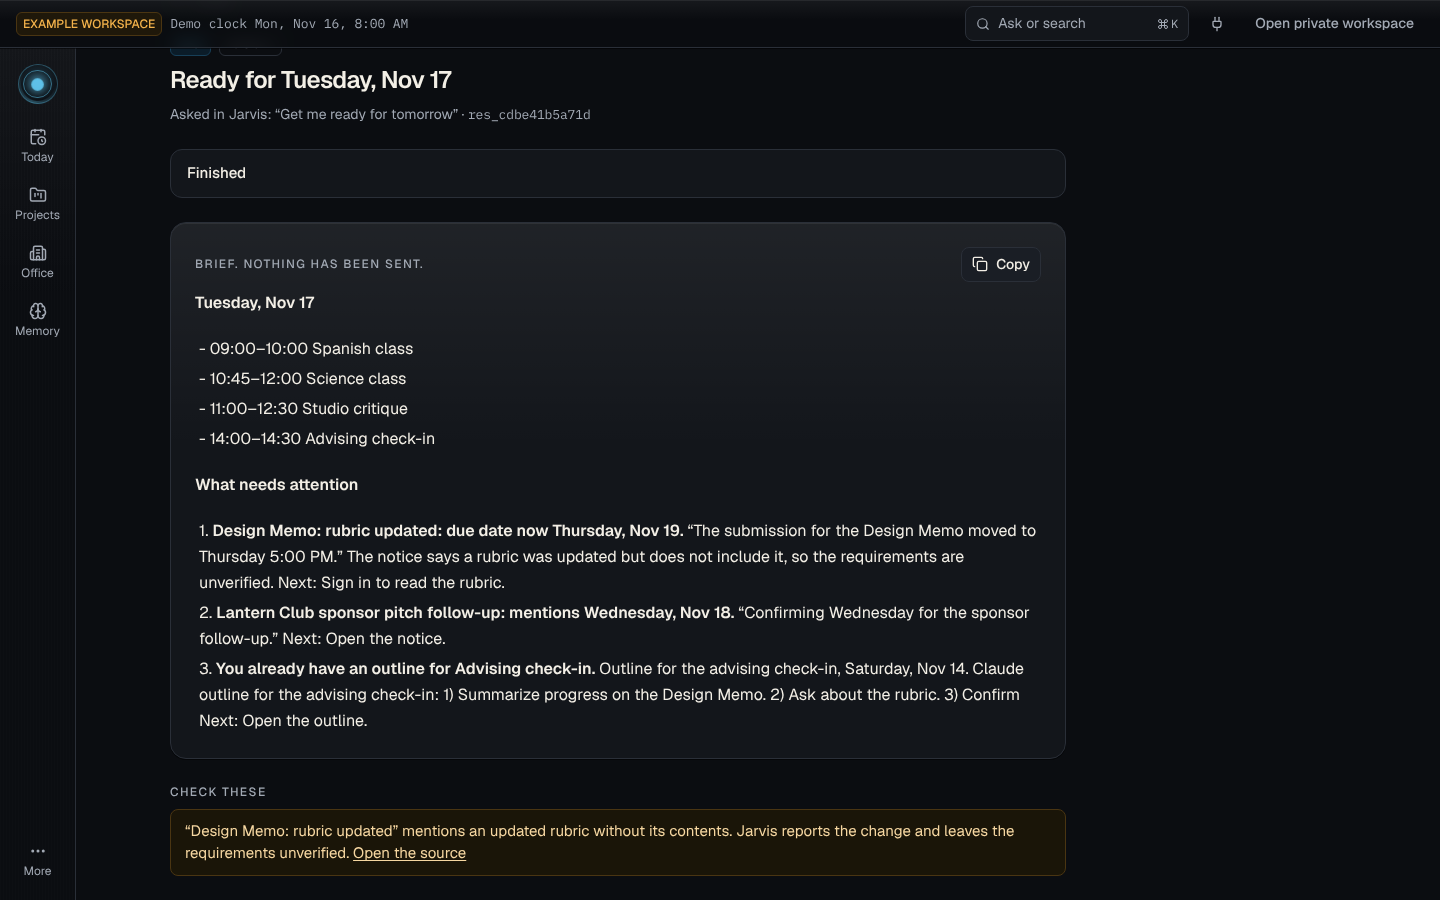 EXAMPLE WORKSPACE Demo clock Mon, Nov 16, 8:00 AM
Ask or search ⌘K
Open private workspace
Ready for Tuesday, Nov 17
Asked in Jarvis: “Get me ready for tomorrow” · res_cdbe41b5a71d
Today
Projects
Office
Memory
More
Finished
BRIEF. NOTHING HAS BEEN SENT.
Copy
Tuesday, Nov 17
- 09:00–10:00 Spanish class
- 10:45–12:00 Science class
- 11:00–12:30 Studio critique
- 14:00–14:30 Advising check-in
What needs attention
1. Design Memo: rubric updated: due date now Thursday, Nov 19. “The submission for the Design Memo moved to
Thursday 5:00 PM.” The notice says a rubric was updated but does not include it, so the requirements are
unverified. Next: Sign in to read the rubric.
2. Lantern Club sponsor pitch follow-up: mentions Wednesday, Nov 18. “Confirming Wednesday for the sponsor
follow-up.” Next: Open the notice.
3. You already have an outline for Advising check-in. Outline for the advising check-in, Saturday, Nov 14. Claude
outline for the advising check-in: 1) Summarize progress on the Design Memo. 2) Ask about the rubric. 3) Confirm
Next: Open the outline.
CHECK THESE
“Design Memo: rubric updated” mentions an updated rubric without its contents. Jarvis reports the change and leaves the
requirements unverified. Open the source